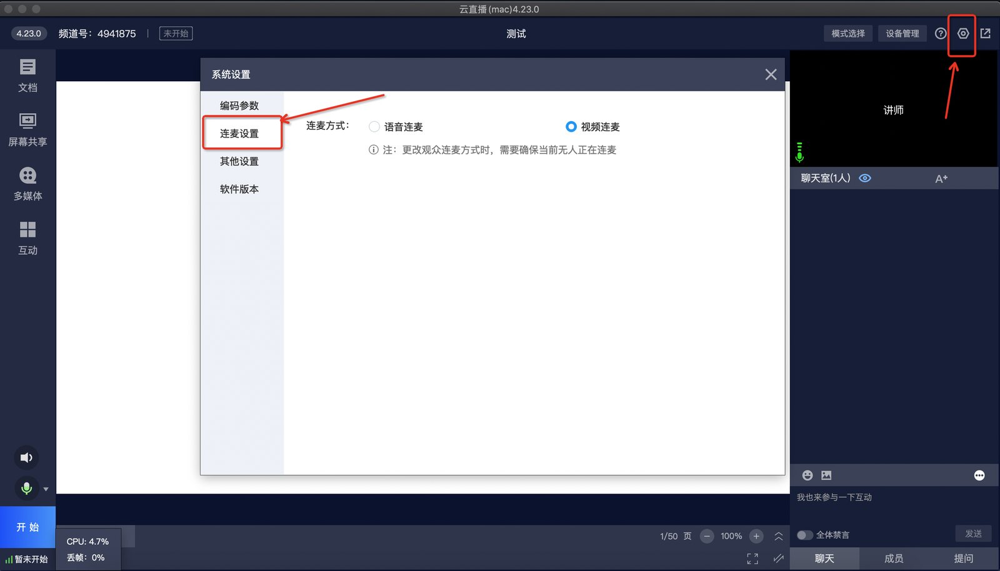 云直播(mac)4.23.0
4.23.0 频道号：4941875 未开始 测试 模式选择 设备管理
文档
屏幕共享
多媒体
互动
系统设置
编码参数
连麦设置
其他设置
软件版本
连麦方式： 语音连麦 视频连麦
注：更改观众连麦方式时，需要确保当前无人正在连麦
讲师
聊天室(1人) A+
我也来参与一下互动
全体禁言 发送
聊天 成员 提问
开 始
暂未开始
CPU: 4.7%
丢帧：0%
1/50 页 100%